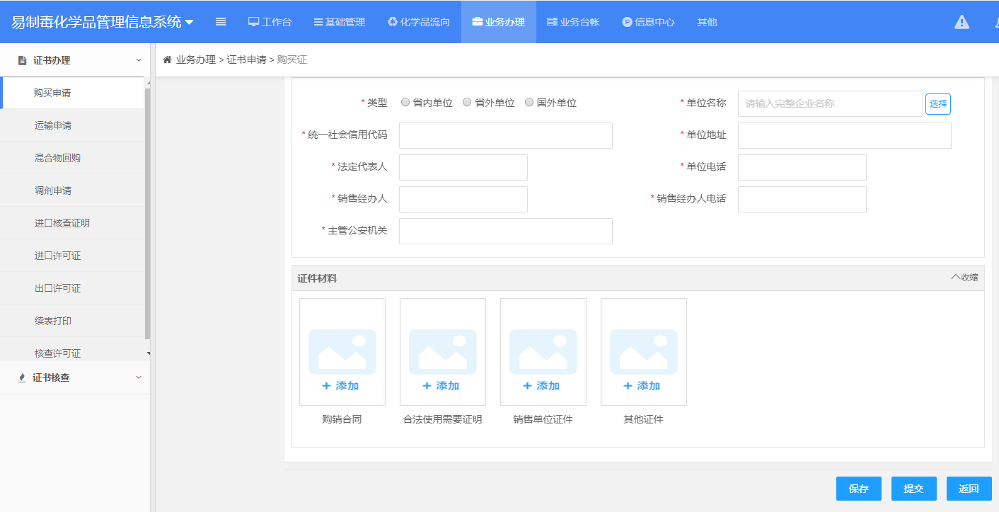 易制毒化学品管理信息系统 工作台 基础管理 化学品流向 业务办理 业务台帐 信息中心 其他
证书办理
业务办理 > 证书申请 > 购买证
购买申请
运输申请
混合物回购
调剂申请
进口核查证明
进口许可证
出口许可证
续表打印
核查许可证
证书核查
* 类型 省内单位 省外单位 国外单位 * 单位名称 请输入完整企业名称 选择
* 统一社会信用代码 * 单位地址
* 法定代表人 * 单位电话
* 销售经办人 * 销售经办人电话
* 主管公安机关
证件材料 收缩
+ 添加 + 添加 + 添加 + 添加
购销合同 合法使用需要证明 销售单位证件 其他证件
保存 提交 返回